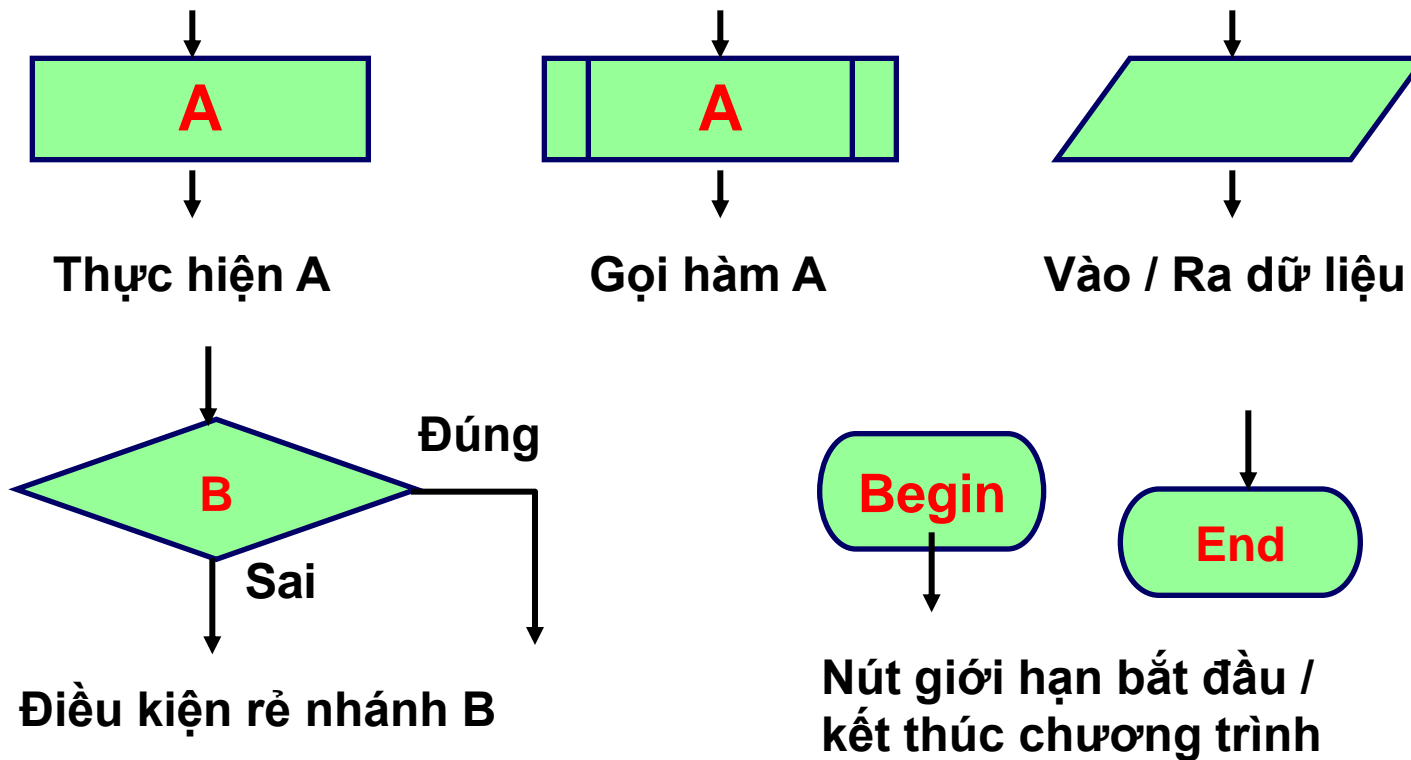 A
A
Thực hiện A
Gọi hàm A
Vào / Ra dữ liệu
B
Đúng
Sai
Điều kiện rẻ nhánh B
Begin
End
Nút giới hạn bắt đầu /
kết thúc chương trình